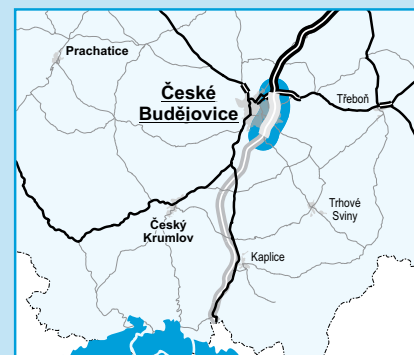 Prachatice
České
Budějovice
Třeboň
Trhové
Sviny
Český
Krumlov
Kaplice